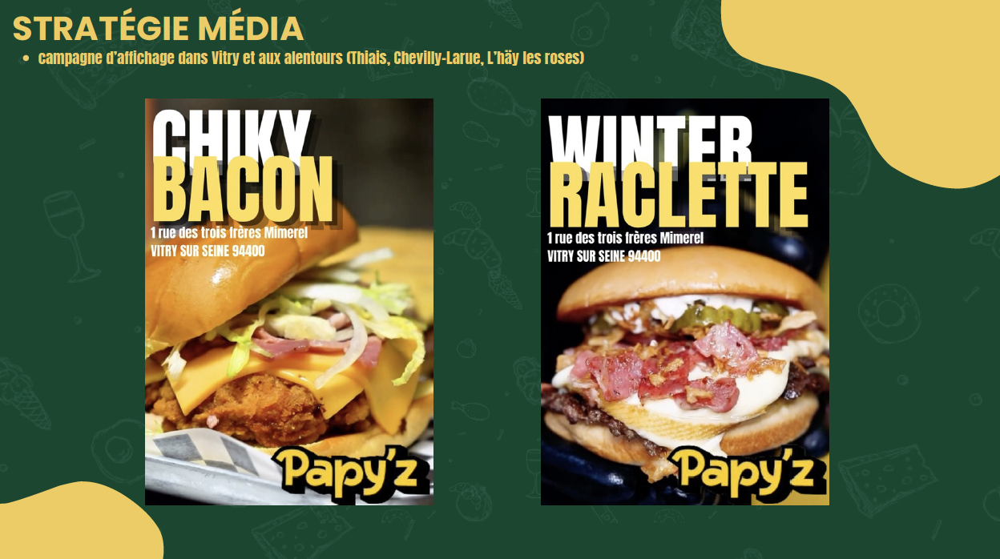 STRATÉGIE MÉDIA
• campagne d'affichage dans Vitry et aux alentours (Thiais, Chevilly-Larue, L'häy les roses)
CHIKY
BACON
1 rue des trois frères Mimerel
VITRY SUR SEINE 94400
Papy'z
WINTER
RACLETTE
1 rue des trois frères Mimerel
VITRY SUR SEINE 94400
Papy'z